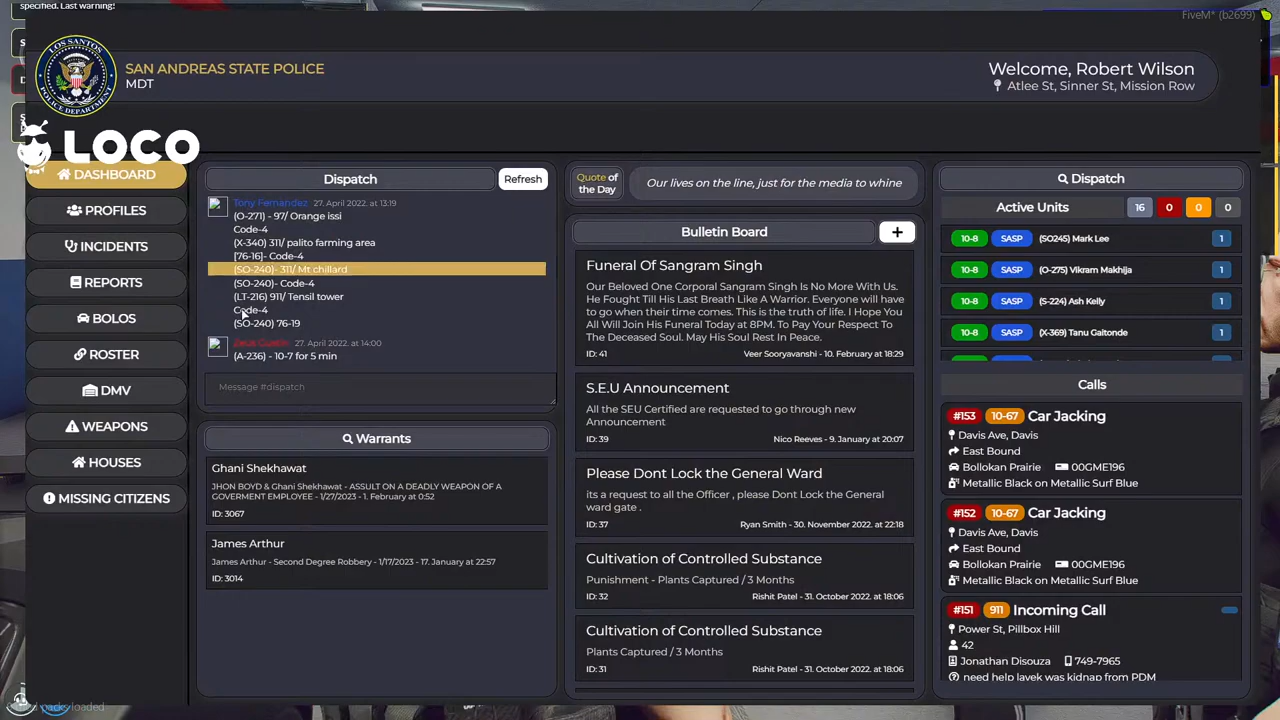 specified. Last warning!
FiveM* (b2699)
LOS SANTOS
POLICE DEPARTMENT
SAN ANDREAS STATE POLICE
MDT
Welcome, Robert Wilson
Atlee St, Sinner St, Mission Row
LOCO
DASHBOARD
PROFILES
INCIDENTS
REPORTS
BOLOS
ROSTER
DMV
WEAPONS
HOUSES
MISSING CITIZENS
Dispatch
Refresh
Tony Fernandez 27. April 2022. at 13:19
(O-271) - 97/ Orange issi
Code-4
(X-340) 311/ palito farming area
[76-16]- Code-4
(SO-240)- 311/ Mt chillard
(SO-240)- Code-4
(LT-216) 911/ Tensil tower
Code-4
(SO-240) 76-19
27. April 2022. at 14:00
(A-236) - 10-7 for 5 min
Message #dispatch
Warrants
Ghani Shekhawat
JHON BOYD & Ghani Shekhawat - ASSULT ON A DEADLY WEAPON OF A
GOVERMENT EMPLOYEE - 1/27/2023 - 1. February at 0:52
ID: 3067
James Arthur
James Arthur - Second Degree Robbery - 1/17/2023 - 17. January at 22:57
ID: 3014
Quote of
the Day
Our lives on the line, just for the media to whine
Bulletin Board
+
Funeral Of Sangram Singh
Our Beloved One Corporal Sangram Singh Is No More With Us.
He Fought Till His Last Breath Like A Warrior. Everyone will have
to go when their time comes. This is the truth of life. I Hope You
All Will Join His Funeral Today at 8PM. To Pay Your Respect To
The Deceased Soul. May His Soul Rest In Peace.
ID: 41
Veer Sooryavanshi - 10. February at 18:29
S.E.U Announcement
All the SEU Certified are requested to go through new
Announcement
ID: 39
Nico Reeves - 9. January at 20:07
Please Dont Lock the General Ward
its a request to all the Officer , please Dont Lock the General
ward gate .
ID: 37
Ryan Smith - 30. November 2022. at 22:18
Cultivation of Controlled Substance
Punishment - Plants Captured / 3 Months
ID: 32
Rishit Patel - 31. October 2022. at 18:06
Cultivation of Controlled Substance
Plants Captured / 3 Months
ID: 31
Rishit Patel - 31. October 2022. at 18:06
Dispatch
Active Units
16
0
0
0
10-8 SASP (SO245) Mark Lee 1
10-8 SASP (O-275) Vikram Makhija 1
10-8 SASP (S-224) Ash Kelly 1
10-8 SASP (X-369) Tanu Gaitonde 1
Calls
#153 10-67 Car Jacking
Davis Ave, Davis
East Bound
Bollokan Prairie 00GME196
Metallic Black on Metallic Surf Blue
#152 10-67 Car Jacking
Davis Ave, Davis
East Bound
Bollokan Prairie 00GME196
Metallic Black on Metallic Surf Blue
#151 911 Incoming Call
Power St, Pillbox Hill
42
Jonathan Disouza 749-7965
need help lavek was kidnap from PDM
packs loaded